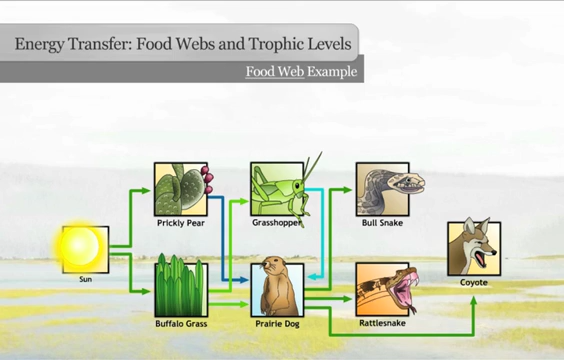 Energy Transfer: Food Webs and Trophic Levels
Food Web Example
Prickly Pear
Grasshopper
Bull Snake
Sun
Coyote
Buffalo Grass
Prairie Dog
Rattlesnake